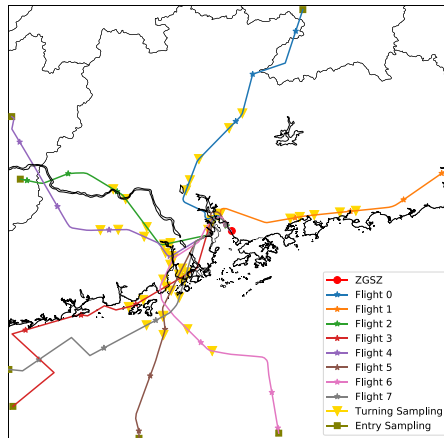 ZGSZ
Flight 0
Flight 1
Flight 2
Flight 3
Flight 4
Flight 5
Flight 6
Flight 7
Turning Sampling
Entry Sampling